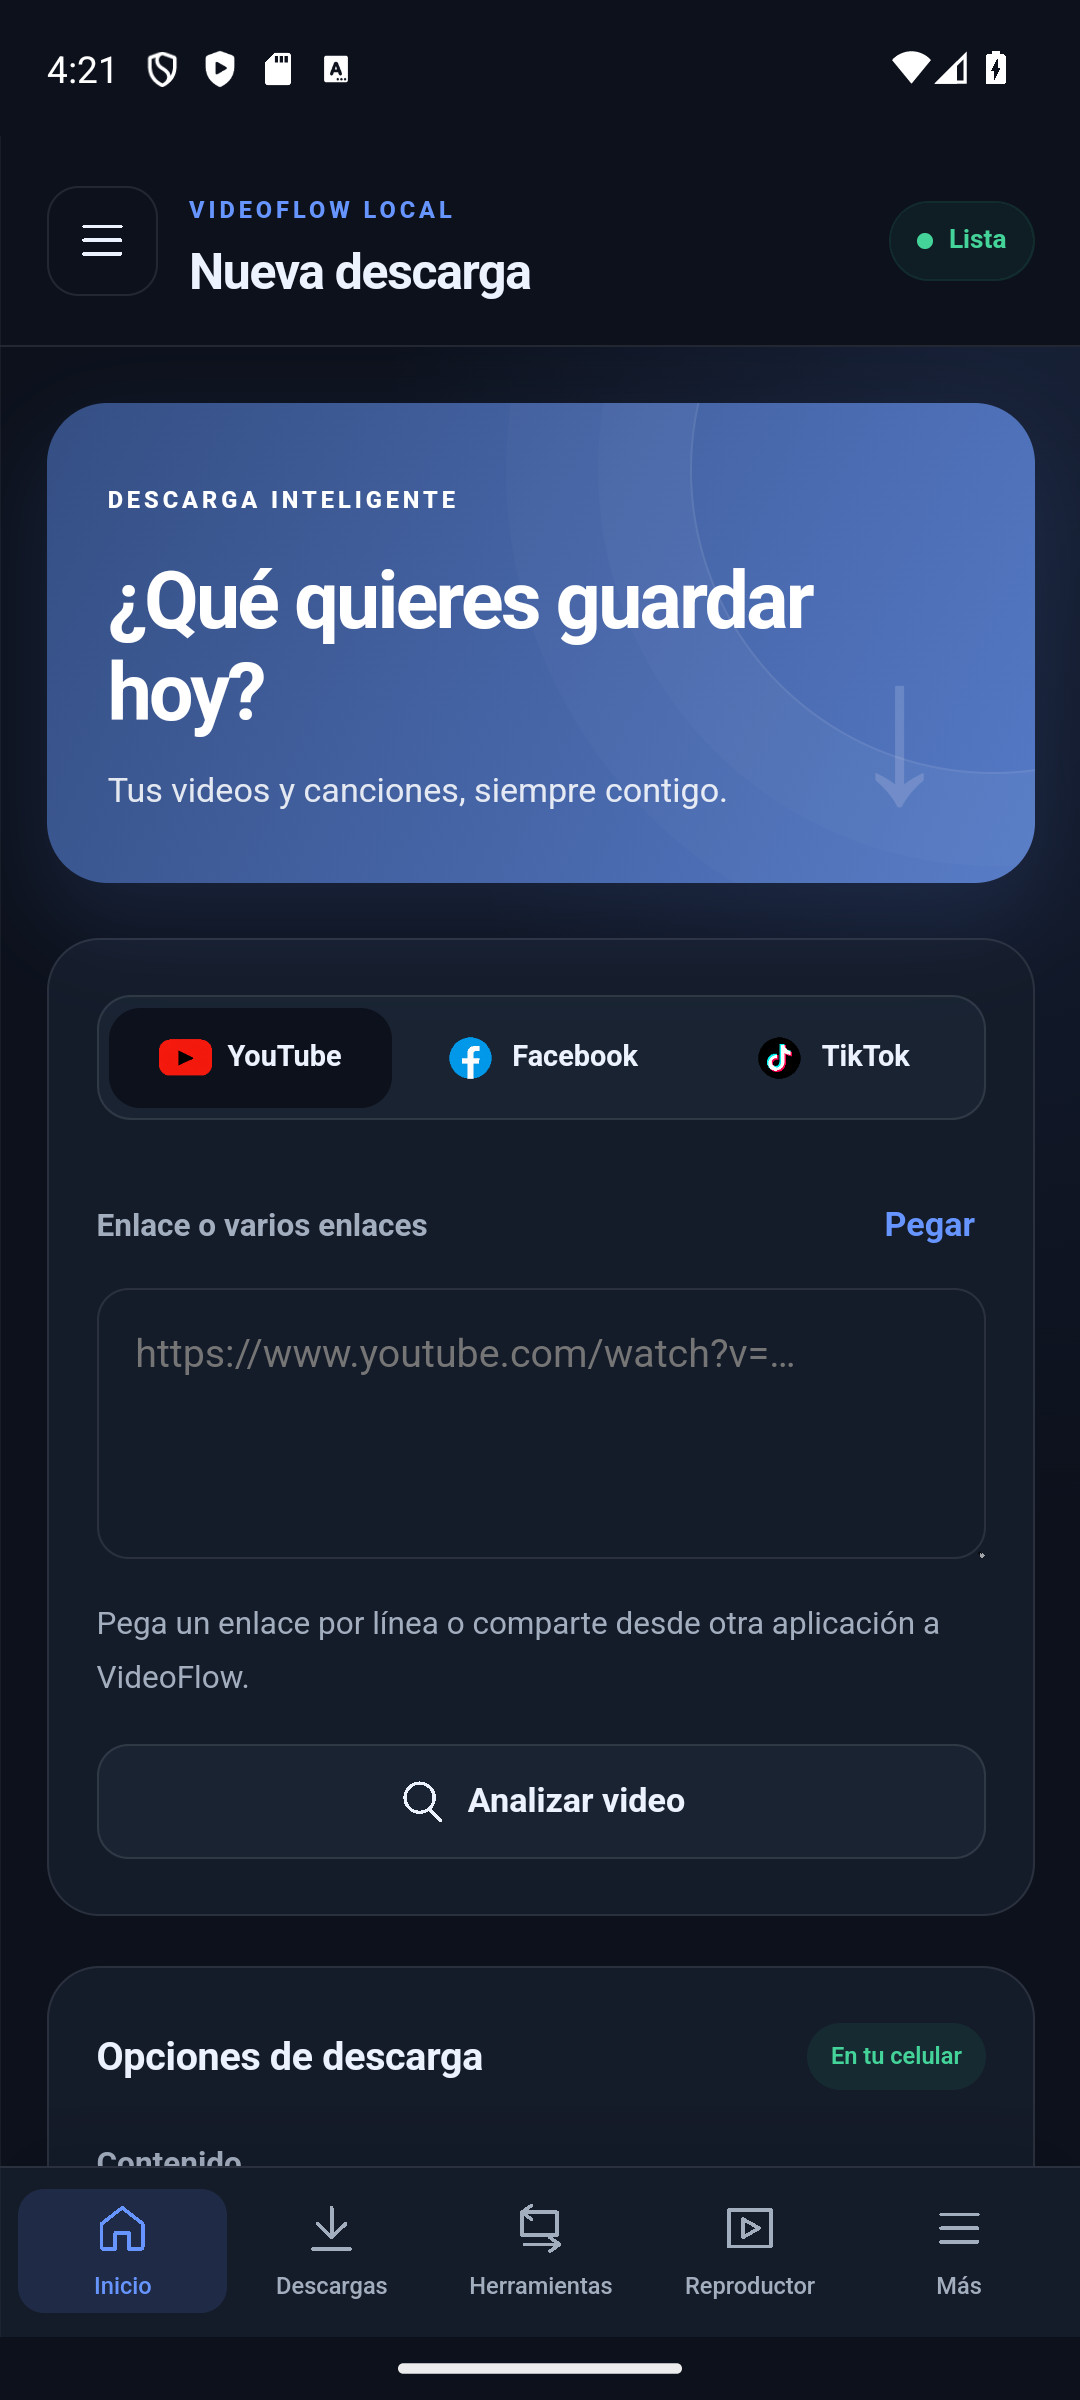 4:21
VIDEOFLOW LOCAL
Nueva descarga
Lista
DESCARGA INTELIGENTE
¿Qué quieres guardar
hoy?
Tus videos y canciones, siempre contigo.
YouTube
Facebook
TikTok
Enlace o varios enlaces
Pegar
https://www.youtube.com/watch?v=…
Pega un enlace por línea o comparte desde otra aplicación a
VideoFlow.
Analizar video
Opciones de descarga
En tu celular
Contenido
Inicio
Descargas
Herramientas
Reproductor
Más